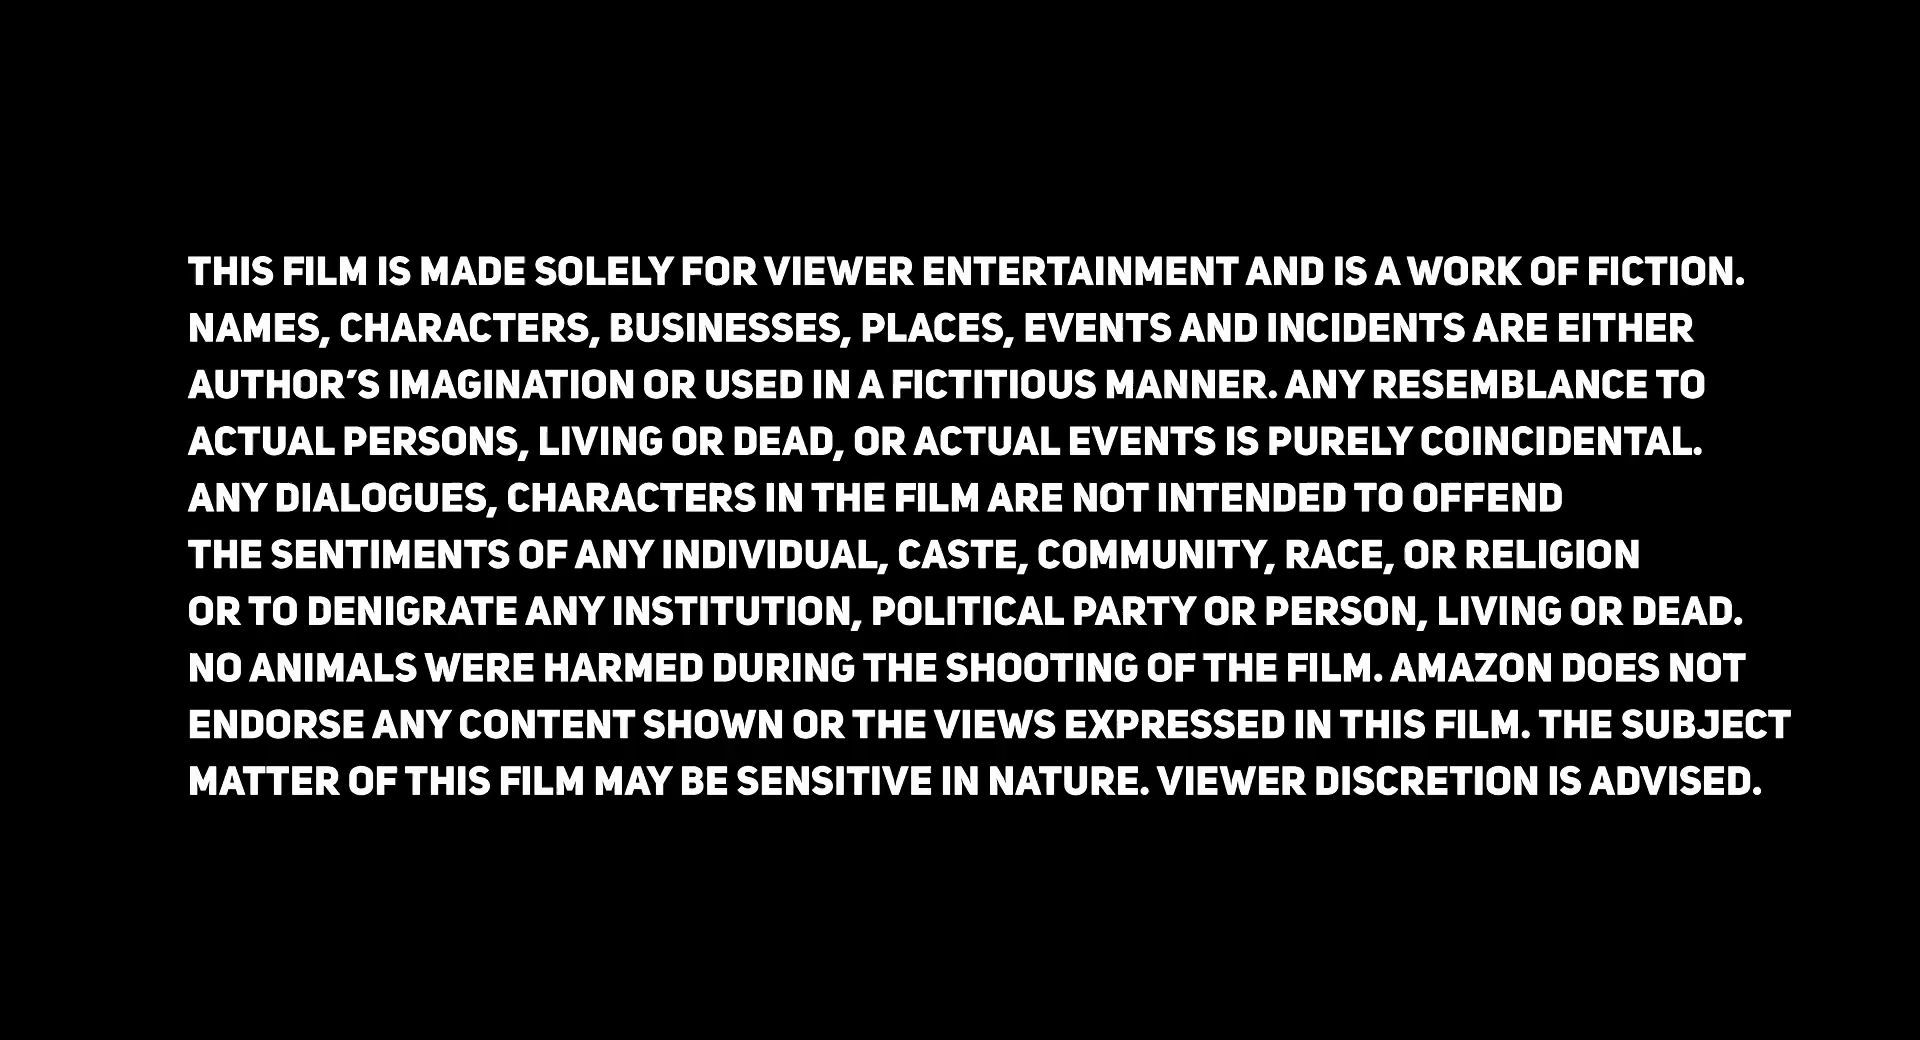 THIS FILM IS MADE SOLELY FOR VIEWER ENTERTAINMENT AND IS A WORK OF FICTION.
NAMES, CHARACTERS, BUSINESSES, PLACES, EVENTS AND INCIDENTS ARE EITHER
AUTHOR'S IMAGINATION OR USED IN A FICTITIOUS MANNER. ANY RESEMBLANCE TO
ACTUAL PERSONS, LIVING OR DEAD, OR ACTUAL EVENTS IS PURELY COINCIDENTAL.
ANY DIALOGUES, CHARACTERS IN THE FILM ARE NOT INTENDED TO OFFEND
THE SENTIMENTS OF ANY INDIVIDUAL, CASTE, COMMUNITY, RACE, OR RELIGION
OR TO DENIGRATE ANY INSTITUTION, POLITICAL PARTY OR PERSON, LIVING OR DEAD.
NO ANIMALS WERE HARMED DURING THE SHOOTING OF THE FILM. AMAZON DOES NOT
ENDORSE ANY CONTENT SHOWN OR THE VIEWS EXPRESSED IN THIS FILM. THE SUBJECT
MATTER OF THIS FILM MAY BE SENSITIVE IN NATURE. VIEWER DISCRETION IS ADVISED.